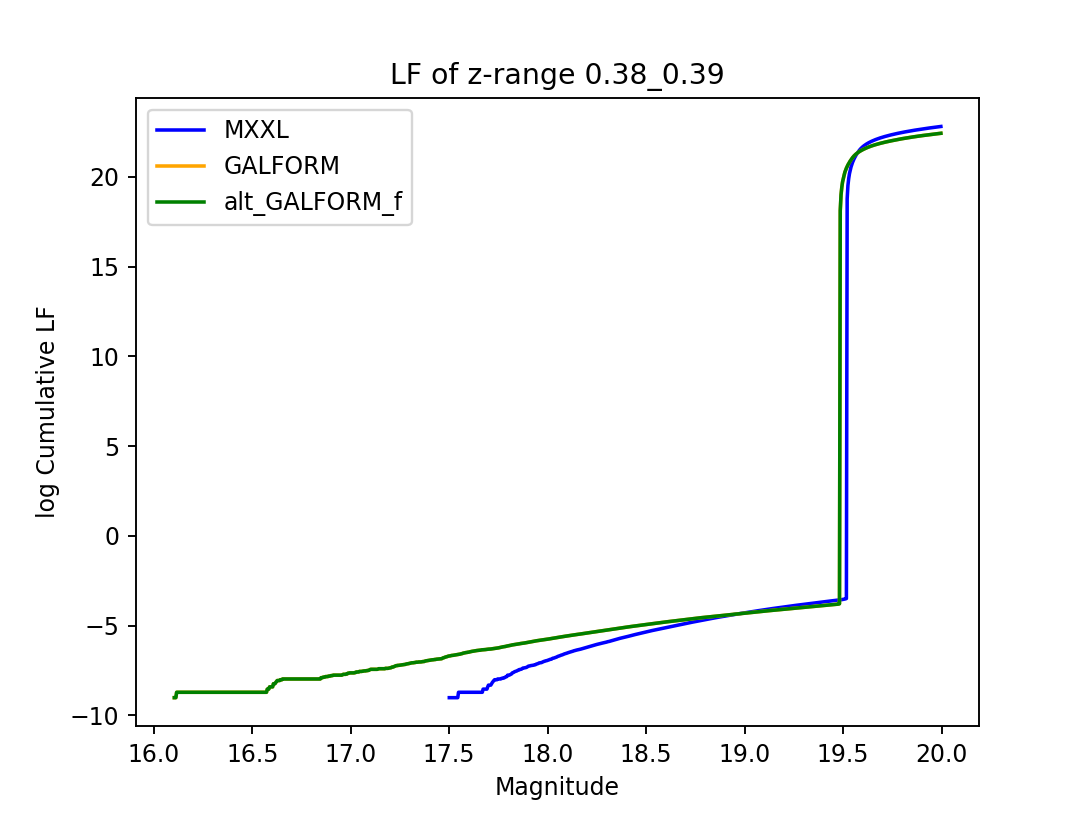 LF of z-range 0.38_0.39
MXXL
GALFORM
alt_GALFORM_f
log Cumulative LF
20
15
10
5
0
−5
−10
16.0 16.5 17.0 17.5 18.0 18.5 19.0 19.5 20.0
Magnitude